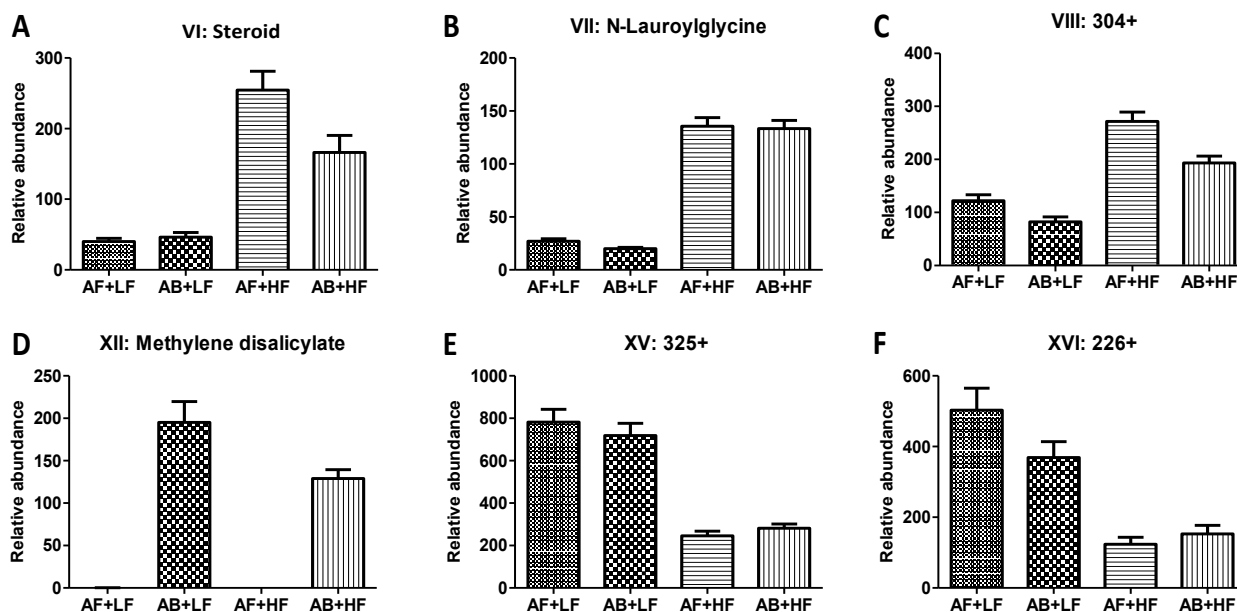 A
VI: Steroid
Relative abundance
300
200
100
0
AF+LF AB+LF AF+HF AB+HF
B
VII: N-Lauroylglycine
Relative abundance
200
150
100
50
0
AF+LF AB+LF AF+HF AB+HF
C
VIII: 304+
Relative abundance
400
300
200
100
0
AF+LF AB+LF AF+HF AB+HF
D
XII: Methylene disalicylate
Relative abundance
250
200
150
100
50
0
AF+LF AB+LF AF+HF AB+HF
E
XV: 325+
Relative abundance
1000
800
600
400
200
0
AF+LF AB+LF AF+HF AB+HF
F
XVI: 226+
Relative abundance
600
400
200
0
AF+LF AB+LF AF+HF AB+HF